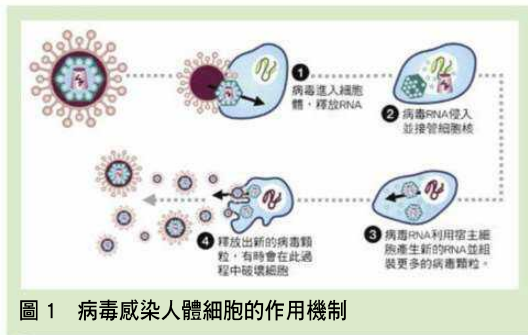 1
病毒進入細胞
體，釋放RNA
2 病毒RNA侵入
並接管細胞核
3 病毒RNA利用宿主細
胞產生新的RNA並組
裝更多的病毒顆粒。
4 釋放出新的病毒顆
粒，有時會在此過
程中破壞細胞
圖 1 病毒感染人體細胞的作用機制